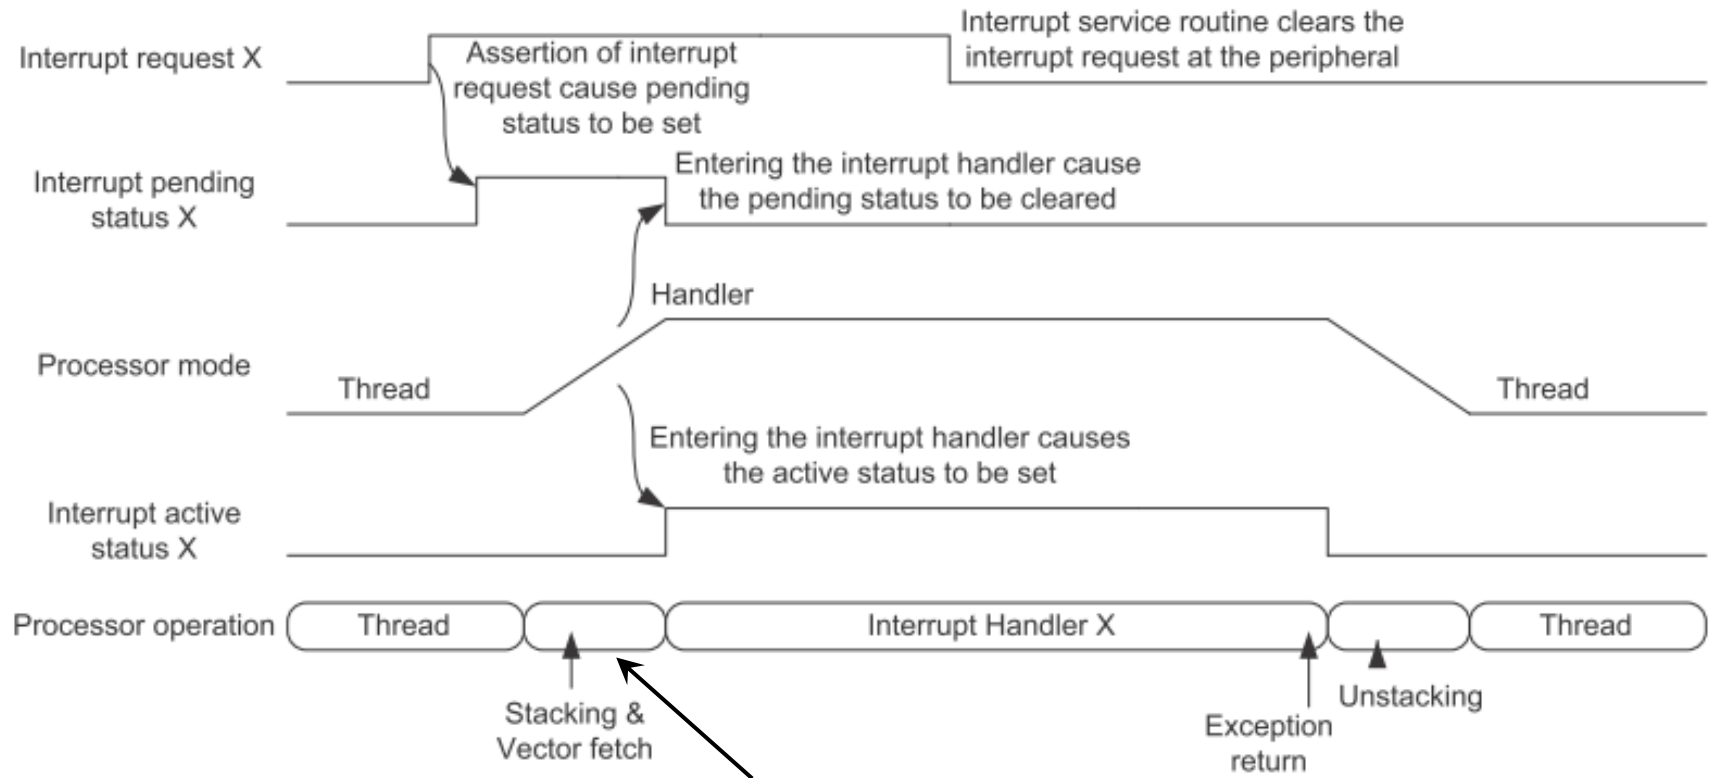 Interrupt request X
Assertion of interrupt
request cause pending
status to be set
Interrupt service routine clears the
interrupt request at the peripheral
Interrupt pending
status X
Entering the interrupt handler cause
the pending status to be cleared
Handler
Processor mode
Thread
Thread
Entering the interrupt handler causes
the active status to be set
Interrupt active
status X
Processor operation
Thread
Interrupt Handler X
Thread
Stacking &
Vector fetch
Exception
return
Unstacking